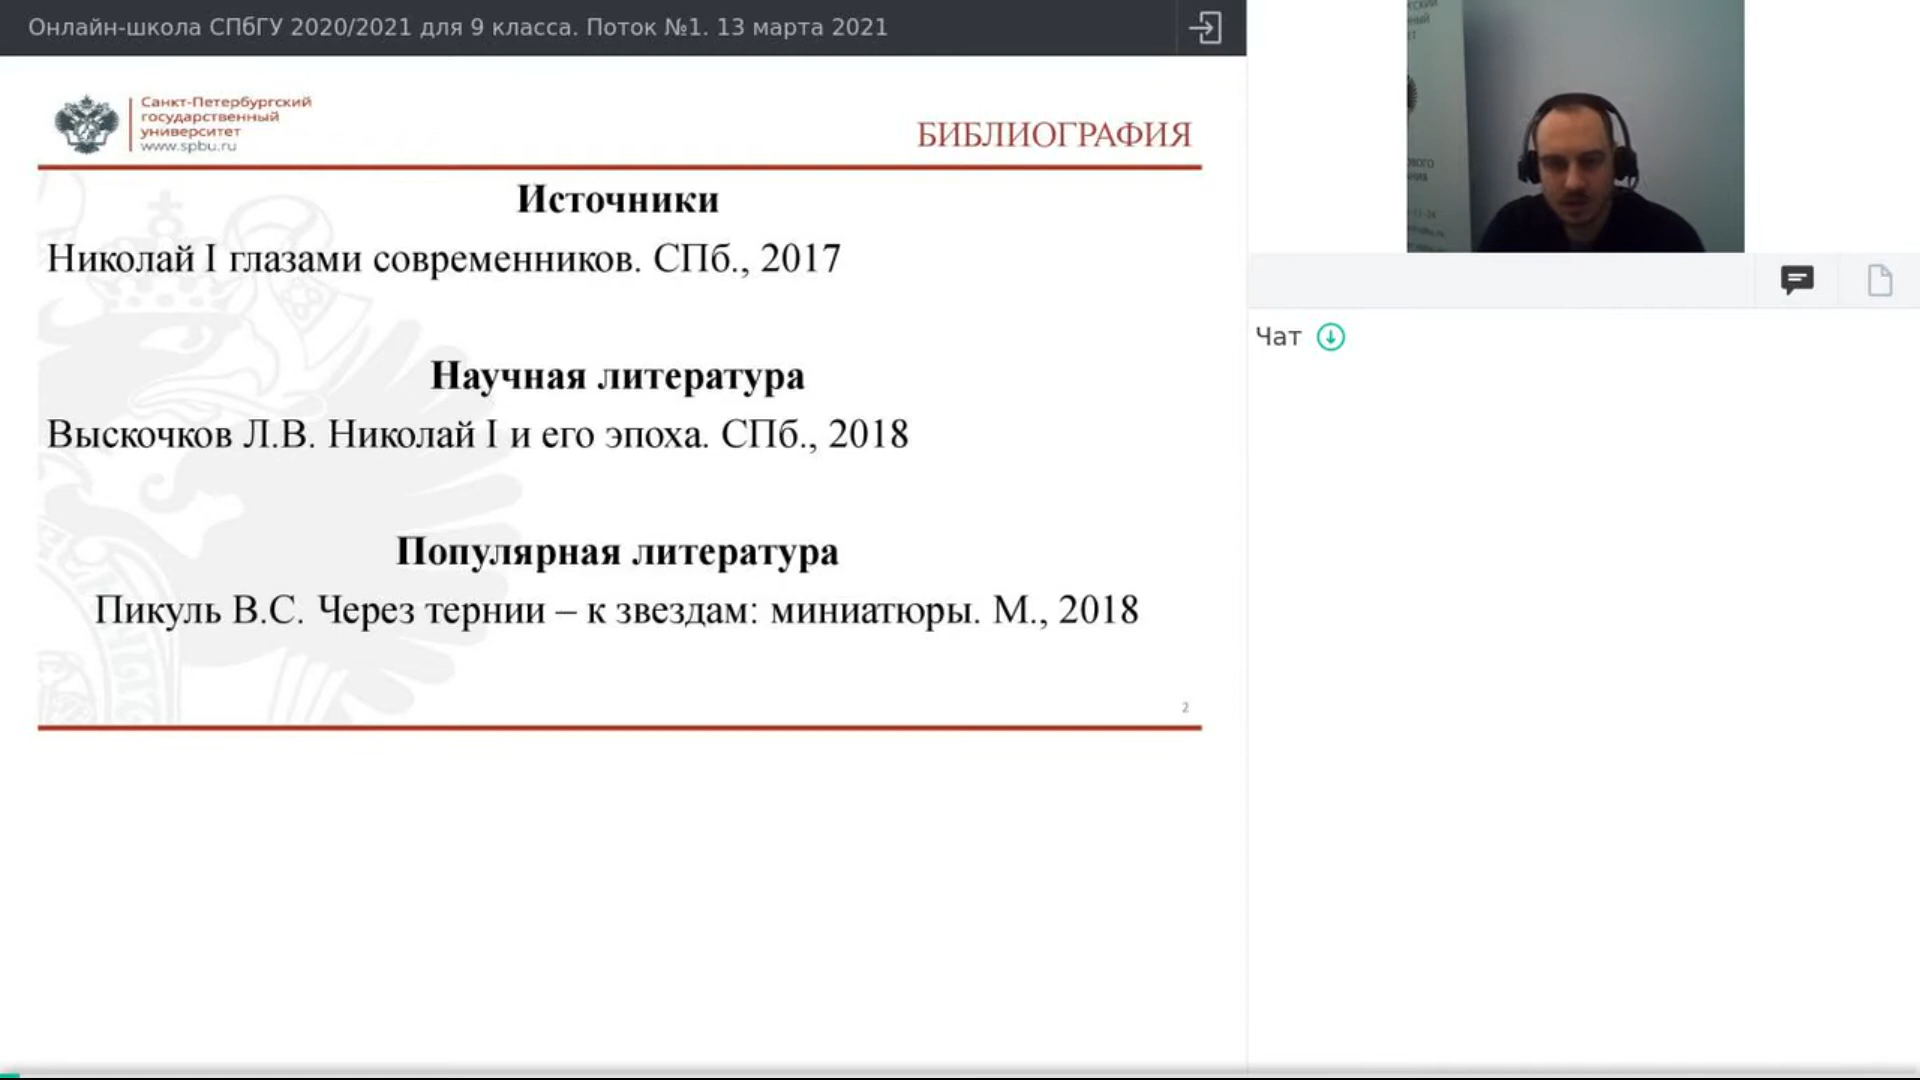 Онлайн-школа СПбГУ 2020/2021 для 9 класса. Поток №1. 13 марта 2021
Санкт-Петербургский
государственный
университет
www.spbu.ru
БИБЛИОГРАФИЯ
Источники
Николай I глазами современников. СПб., 2017
Научная литература
Выскочков Л.В. Николай I и его эпоха. СПб., 2018
Популярная литература
Пикуль В.С. Через тернии – к звездам: миниатюры. М., 2018
2
Чат